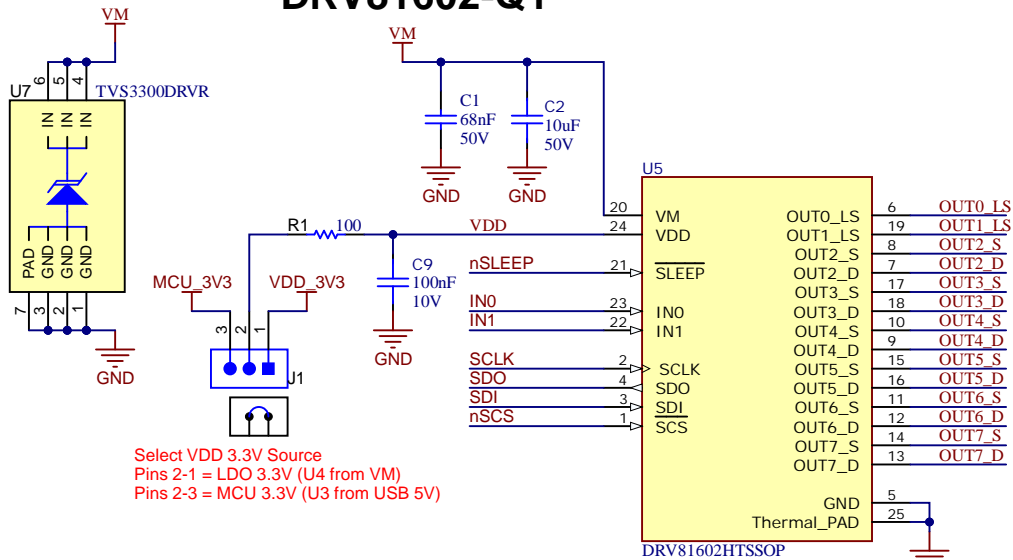 DRV81602-Q1
VM
U7
TVS3300DRVR
6
5
4
IN
IN
IN
PAD
GND
GND
GND
7
3
2
1
GND
VM
C1
68nF
50V
C2
10uF
50V
GND
GND
R1
100
VDD
C9
100nF
10V
GND
MCU_3V3
VDD_3V3
3
2
1
J1
Select VDD 3.3V Source
Pins 2-1 = LDO 3.3V (U4 from VM)
Pins 2-3 = MCU 3.3V (U3 from USB 5V)
U5
20 VM
24 VDD
nSLEEP 21 SLEEP
IN0 23 IN0
IN1 22 IN1
SCLK 2 SCLK
SDO 4 SDO
SDI 3 SDI
nSCS 1 SCS
OUT0_LS 6 OUT0_LS
OUT1_LS 19 OUT1_LS
OUT2_S 8 OUT2_S
OUT2_D 7 OUT2_D
OUT3_S 17 OUT3_S
OUT3_D 18 OUT3_D
OUT4_S 10 OUT4_S
OUT4_D 9 OUT4_D
OUT5_S 15 OUT5_S
OUT5_D 16 OUT5_D
OUT6_S 11 OUT6_S
OUT6_D 12 OUT6_D
OUT7_S 14 OUT7_S
OUT7_D 13 OUT7_D
GND 5
Thermal_PAD 25
DRV81602HTSSOP